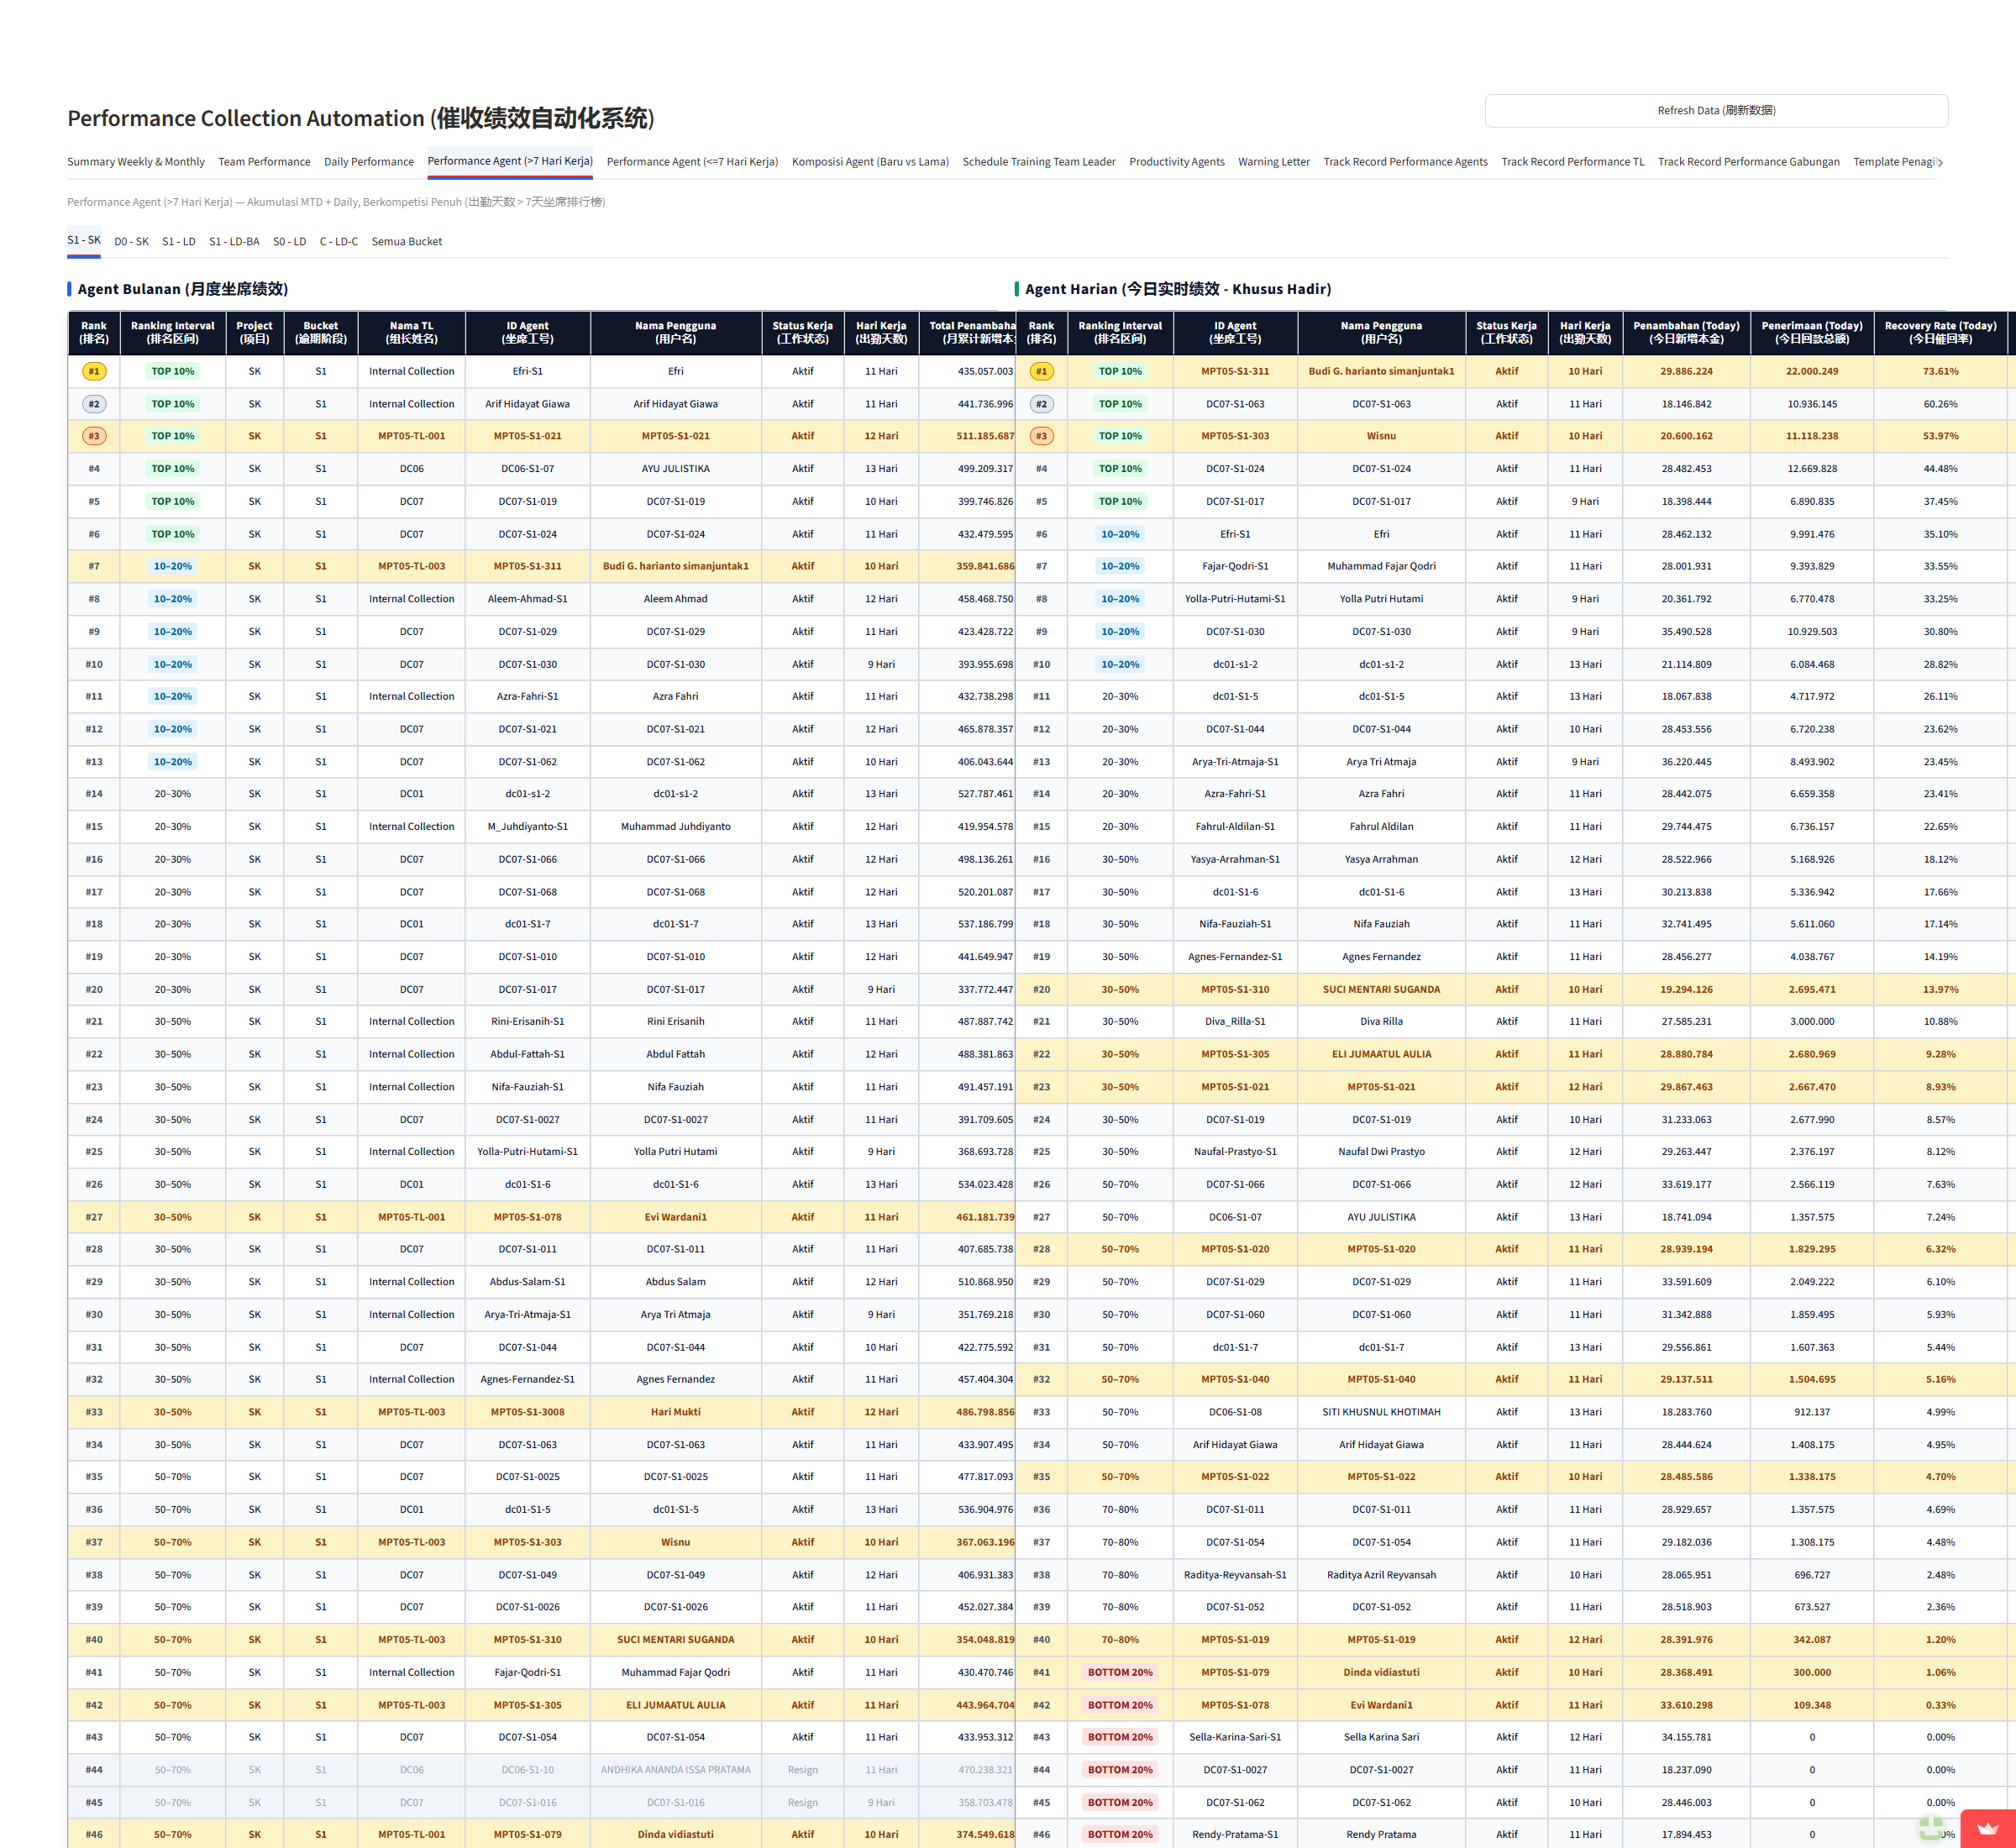 Performance Collection Automation (催收绩效自动化系统)
Refresh Data (刷新数据)
Summary Weekly & Monthly Team Performance Daily Performance Performance Agent (>7 Hari Kerja) Performance Agent (<=7 Hari Kerja) Komposisi Agent (Baru vs Lama) Schedule Training Team Leader Productivity Agents Warning Letter Track Record Performance Agents Track Record Performance TL Track Record Performance Gabungan Template Penagi
Performance Agent (>7 Hari Kerja) — Akumulasi MTD + Daily, Berkompetisi Penuh (出勤天数 > 7天坐席排行榜)
S1 - SK D0 - SK S1 - LD S1 - LD-BA S0 - LD C - LD-C Semua Bucket
Agent Bulanan (月度坐席绩效)
Rank Ranking Interval Project Bucket Nama TL ID Agent Nama Pengguna Status Kerja Hari Kerja Total Penambaha
(排名) (排名区间) (项目) (逾期阶段) (组长姓名) (坐席工号) (用户名) (工作状态) (出勤天数) (月累计新增本
#1 TOP 10% SK S1 Internal Collection Efri-S1 Efri Aktif 11 Hari 435.057.003
#2 TOP 10% SK S1 Internal Collection Arif Hidayat Giawa Arif Hidayat Giawa Aktif 11 Hari 441.736.996
#3 TOP 10% SK S1 MPT05-TL-001 MPT05-S1-021 MPT05-S1-021 Aktif 12 Hari 511.185.687
#4 TOP 10% SK S1 DC06 DC06-S1-07 AYU JULISTIKA Aktif 13 Hari 499.209.317
#5 TOP 10% SK S1 DC07 DC07-S1-019 DC07-S1-019 Aktif 10 Hari 399.746.826
#6 TOP 10% SK S1 DC07 DC07-S1-024 DC07-S1-024 Aktif 11 Hari 432.479.595
#7 10–20% SK S1 MPT05-TL-003 MPT05-S1-311 Budi G. harianto simanjuntak1 Aktif 10 Hari 359.841.686
#8 10–20% SK S1 Internal Collection Aleem-Ahmad-S1 Aleem Ahmad Aktif 12 Hari 458.468.750
#9 10–20% SK S1 DC07 DC07-S1-029 DC07-S1-029 Aktif 11 Hari 423.428.722
#10 10–20% SK S1 DC07 DC07-S1-030 DC07-S1-030 Aktif 9 Hari 393.955.698
#11 10–20% SK S1 Internal Collection Azra-Fahri-S1 Azra Fahri Aktif 11 Hari 432.738.298
#12 10–20% SK S1 DC07 DC07-S1-021 DC07-S1-021 Aktif 12 Hari 465.878.357
#13 10–20% SK S1 DC07 DC07-S1-062 DC07-S1-062 Aktif 10 Hari 406.043.644
#14 20–30% SK S1 DC01 dc01-s1-2 dc01-s1-2 Aktif 13 Hari 527.787.461
#15 20–30% SK S1 Internal Collection M_Juhdiyanto-S1 Muhammad Juhdiyanto Aktif 12 Hari 419.954.578
#16 20–30% SK S1 DC07 DC07-S1-066 DC07-S1-066 Aktif 12 Hari 498.136.261
#17 20–30% SK S1 DC07 DC07-S1-068 DC07-S1-068 Aktif 12 Hari 520.201.087
#18 20–30% SK S1 DC01 dc01-S1-7 dc01-S1-7 Aktif 13 Hari 537.186.799
#19 20–30% SK S1 DC07 DC07-S1-010 DC07-S1-010 Aktif 12 Hari 441.649.947
#20 20–30% SK S1 DC07 DC07-S1-017 DC07-S1-017 Aktif 9 Hari 337.772.447
#21 30–50% SK S1 Internal Collection Rini-Erisanih-S1 Rini Erisanih Aktif 11 Hari 487.887.742
#22 30–50% SK S1 Internal Collection Abdul-Fattah-S1 Abdul Fattah Aktif 11 Hari 488.381.863
#23 30–50% SK S1 Internal Collection Nifa-Fauziah-S1 Nifa Fauziah Aktif 11 Hari 491.457.191
#24 30–50% SK S1 DC07 DC07-S1-0027 DC07-S1-0027 Aktif 11 Hari 391.709.605
#25 30–50% SK S1 Internal Collection Yolla-Putri-Hutami-S1 Yolla Putri Hutami Aktif 9 Hari 368.693.728
#26 30–50% SK S1 DC01 dc01-S1-6 dc01-S1-6 Aktif 13 Hari 534.023.428
#27 30–50% SK S1 MPT05-TL-001 MPT05-S1-078 Evi Wardani1 Aktif 11 Hari 461.181.739
#28 30–50% SK S1 DC07 DC07-S1-011 DC07-S1-011 Aktif 11 Hari 407.685.738
#29 30–50% SK S1 Internal Collection Abdus-Salam-S1 Abdus Salam Aktif 12 Hari 510.868.950
#30 30–50% SK S1 Internal Collection Arya-Tri-Atmaja-S1 Arya Tri Atmaja Aktif 9 Hari 351.769.218
#31 30–50% SK S1 DC07 DC07-S1-044 DC07-S1-044 Aktif 10 Hari 422.775.592
#32 30–50% SK S1 Internal Collection Agnes-Fernandez-S1 Agnes Fernandez Aktif 11 Hari 457.404.304
#33 30–50% SK S1 MPT05-TL-003 MPT05-S1-3008 Hari Mukti Aktif 12 Hari 486.798.856
#34 30–50% SK S1 DC07 DC07-S1-063 DC07-S1-063 Aktif 11 Hari 433.907.495
#35 50–70% SK S1 DC07 DC07-S1-0025 DC07-S1-0025 Aktif 11 Hari 477.817.093
#36 50–70% SK S1 DC01 dc01-S1-5 dc01-S1-5 Aktif 13 Hari 536.904.976
#37 50–70% SK S1 MPT05-TL-003 MPT05-S1-303 Wisnu Aktif 10 Hari 367.063.196
#38 50–70% SK S1 DC07 DC07-S1-049 DC07-S1-049 Aktif 12 Hari 406.931.383
#39 50–70% SK S1 DC07 DC07-S1-0026 DC07-S1-0026 Aktif 11 Hari 452.027.384
#40 50–70% SK S1 MPT05-TL-003 MPT05-S1-310 SUCI MENTARI SUGANDA Aktif 10 Hari 354.048.819
#41 50–70% SK S1 Internal Collection Fajar-Qodri-S1 Muhammad Fajar Qodri Aktif 11 Hari 430.470.746
#42 50–70% SK S1 MPT05-TL-003 MPT05-S1-305 ELI JUMAATUL AULIA Aktif 11 Hari 443.964.704
#43 50–70% SK S1 DC07 DC07-S1-054 DC07-S1-054 Aktif 11 Hari 433.953.312
#44 50–70% SK S1 DC06 DC06-S1-10 ANDHIKA ANANDA ISSA PRATAMA Resign 11 Hari 470.238.321
#45 50–70% SK S1 DC07 DC07-S1-016 DC07-S1-016 Resign 9 Hari 358.703.478
#46 50–70% SK S1 MPT05-TL-001 MPT05-S1-079 Dinda vidiastuti Aktif 10 Hari 374.549.618
Agent Harian (今日实时绩效 - Khusus Hadir)
Rank Ranking Interval ID Agent Nama Pengguna Status Kerja Hari Kerja Penambahan (Today) Penerimaan (Today) Recovery Rate (Today)
(排名) (排名区间) (坐席工号) (用户名) (工作状态) (出勤天数) (今日新增本金) (今日回款总额) (今日催回率)
#1 TOP 10% MPT05-S1-311 Budi G. harianto simanjuntak1 Aktif 10 Hari 29.886.224 22.000.249 73.61%
#2 TOP 10% DC07-S1-063 DC07-S1-063 Aktif 11 Hari 18.146.842 10.936.145 60.26%
#3 TOP 10% MPT05-S1-303 Wisnu Aktif 10 Hari 20.600.162 11.118.238 53.97%
#4 TOP 10% DC07-S1-024 DC07-S1-024 Aktif 11 Hari 28.482.453 12.669.828 44.48%
#5 TOP 10% DC07-S1-017 DC07-S1-017 Aktif 9 Hari 18.398.444 6.890.835 37.45%
#6 10–20% Efri-S1 Efri Aktif 11 Hari 28.462.132 9.991.476 35.10%
#7 10–20% Fajar-Qodri-S1 Muhammad Fajar Qodri Aktif 11 Hari 28.001.931 9.393.829 33.55%
#8 10–20% Yolla-Putri-Hutami-S1 Yolla Putri Hutami Aktif 9 Hari 20.361.792 6.770.478 33.25%
#9 10–20% DC07-S1-030 DC07-S1-030 Aktif 9 Hari 35.490.528 10.929.503 30.80%
#10 10–20% dc01-s1-2 dc01-s1-2 Aktif 13 Hari 21.114.809 6.084.468 28.82%
#11 20–30% dc01-S1-5 dc01-S1-5 Aktif 13 Hari 18.067.838 4.717.972 26.11%
#12 20–30% DC07-S1-044 DC07-S1-044 Aktif 10 Hari 28.453.556 6.720.238 23.62%
#13 20–30% Arya-Tri-Atmaja-S1 Arya Tri Atmaja Aktif 9 Hari 36.220.445 8.493.902 23.45%
#14 20–30% Azra-Fahri-S1 Azra Fahri Aktif 11 Hari 28.442.075 6.659.358 23.41%
#15 20–30% Fahrul-Aldilan-S1 Fahrul Aldilan Aktif 11 Hari 29.744.475 6.736.157 22.65%
#16 30–50% Yasya-Arrahman-S1 Yasya Arrahman Aktif 12 Hari 28.522.966 5.168.926 18.12%
#17 30–50% dc01-S1-6 dc01-S1-6 Aktif 13 Hari 30.213.838 5.336.942 17.66%
#18 30–50% Nifa-Fauziah-S1 Nifa Fauziah Aktif 11 Hari 32.741.495 5.611.060 17.14%
#19 30–50% Agnes-Fernandez-S1 Agnes Fernandez Aktif 11 Hari 28.456.277 4.038.767 14.19%
#20 30–50% MPT05-S1-310 SUCI MENTARI SUGANDA Aktif 10 Hari 19.294.126 2.695.471 13.97%
#21 30–50% Diva_Rilla-S1 Diva Rilla Aktif 11 Hari 27.585.231 3.000.000 10.88%
#22 30–50% MPT05-S1-305 ELI JUMAATUL AULIA Aktif 11 Hari 28.880.784 2.680.969 9.28%
#23 30–50% MPT05-S1-021 MPT05-S1-021 Aktif 12 Hari 29.867.463 2.667.470 8.93%
#24 30–50% DC07-S1-019 DC07-S1-019 Aktif 10 Hari 31.233.063 2.677.990 8.57%
#25 30–50% Naufal-Prastyo-S1 Naufal Dwi Prastyo Aktif 12 Hari 29.263.447 2.376.197 8.12%
#26 50–70% DC07-S1-066 DC07-S1-066 Aktif 12 Hari 33.619.177 2.566.119 7.63%
#27 50–70% DC06-S1-07 AYU JULISTIKA Aktif 13 Hari 18.741.094 1.357.575 7.24%
#28 50–70% MPT05-S1-020 MPT05-S1-020 Aktif 11 Hari 28.939.194 1.829.295 6.32%
#29 50–70% DC07-S1-029 DC07-S1-029 Aktif 11 Hari 33.591.609 2.049.222 6.10%
#30 50–70% DC07-S1-060 DC07-S1-060 Aktif 11 Hari 31.342.888 1.859.495 5.93%
#31 50–70% dc01-S1-7 dc01-S1-7 Aktif 13 Hari 29.556.861 1.607.363 5.44%
#32 50–70% MPT05-S1-040 MPT05-S1-040 Aktif 11 Hari 29.137.511 1.504.695 5.16%
#33 50–70% DC06-S1-08 SITI KHUSNUL KHOTIMAH Aktif 13 Hari 18.283.760 912.137 4.99%
#34 50–70% Arif Hidayat Giawa Arif Hidayat Giawa Aktif 11 Hari 28.444.624 1.408.175 4.95%
#35 50–70% MPT05-S1-022 MPT05-S1-022 Aktif 10 Hari 28.485.586 1.338.175 4.70%
#36 70–80% DC07-S1-011 DC07-S1-011 Aktif 11 Hari 28.929.657 1.357.575 4.69%
#37 70–80% DC07-S1-054 DC07-S1-054 Aktif 11 Hari 29.182.036 1.308.175 4.48%
#38 70–80% Raditya-Reyvansah-S1 Raditya Azril Reyvansah Aktif 10 Hari 28.065.951 696.727 2.48%
#39 70–80% DC07-S1-052 DC07-S1-052 Aktif 11 Hari 28.518.903 673.527 2.36%
#40 70–80% MPT05-S1-019 MPT05-S1-019 Aktif 12 Hari 28.391.976 342.087 1.20%
#41 BOTTOM 20% MPT05-S1-079 Dinda vidiastuti Aktif 10 Hari 28.368.491 300.000 1.06%
#42 BOTTOM 20% MPT05-S1-078 Evi Wardani1 Aktif 11 Hari 33.610.298 109.348 0.33%
#43 BOTTOM 20% Sella-Karina-Sari-S1 Sella Karina Sari Aktif 12 Hari 34.155.781 0 0.00%
#44 BOTTOM 20% DC07-S1-0027 DC07-S1-0027 Aktif 11 Hari 18.237.090 0 0.00%
#45 BOTTOM 20% DC07-S1-062 DC07-S1-062 Aktif 10 Hari 28.446.003 0 0.00%
#46 BOTTOM 20% Rendy-Pratama-S1 Rendy Pratama Aktif 11 Hari 17.894.453 0